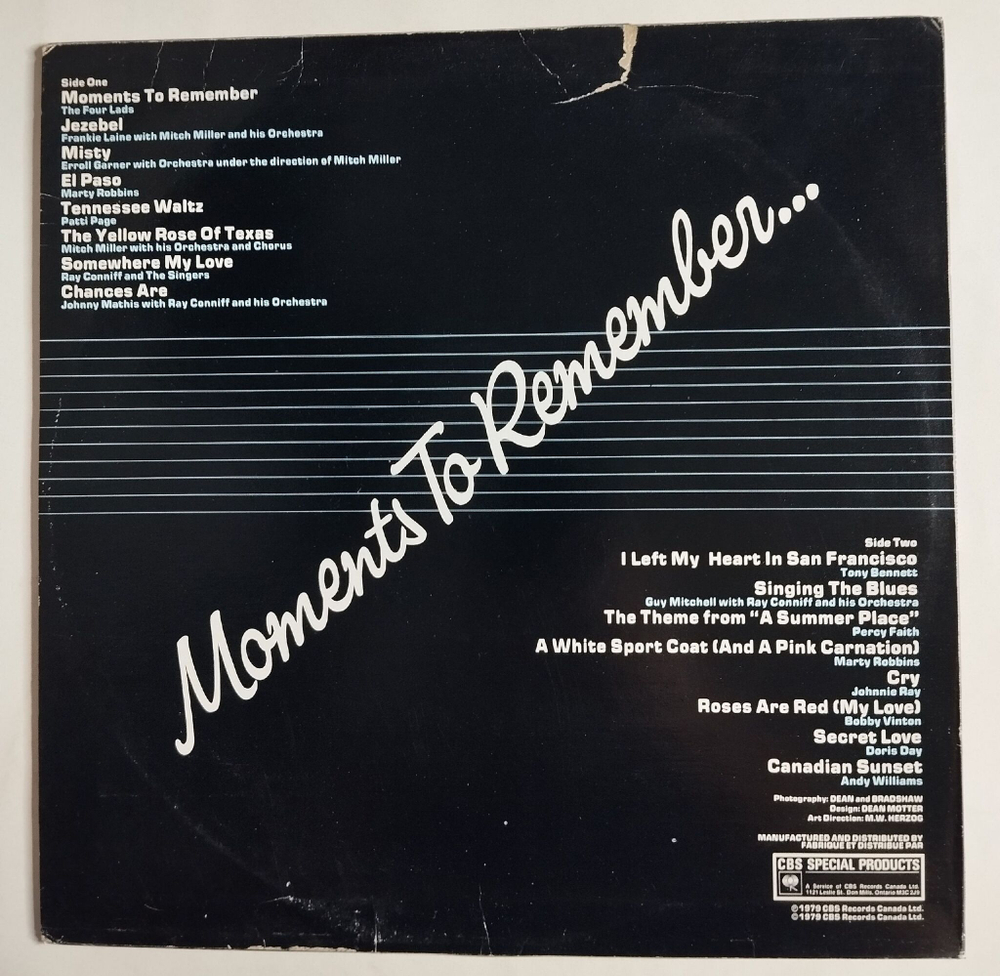 Side One
Moments To Remember
The Four Lads
Jezebel
Frankie Laine with Mitch Miller and his Orchestra
Misty
Erroll Garner with Orchestra under the direction of Mitch Miller
El Paso
Marty Robbins
Tennessee Waltz
Patti Page
The Yellow Rose Of Texas
Mitch Miller with his Orchestra and Chorus
Somewhere My Love
Ray Conniff and The Singers
Chances Are
Johnny Mathis with Ray Conniff and his Orchestra
Moments To Remember...
Side Two
I Left My Heart In San Francisco
Tony Bennett
Singing The Blues
Guy Mitchell with Ray Conniff and his Orchestra
The Theme from "A Summer Place"
Percy Faith
A White Sport Coat (And A Pink Carnation)
Marty Robbins
Cry
Johnnie Ray
Roses Are Red (My Love)
Bobby Vinton
Secret Love
Doris Day
Canadian Sunset
Andy Williams
Photography: DEAN and BRADSHAW
Design: DEAN MOTTER
Art Direction: M.W. HERZOG
MANUFACTURED AND DISTRIBUTED BY
FABRIQUE ET DISTRIBUE PAR
CBS SPECIAL PRODUCTS
A Service of CBS Records Canada Ltd.
1121 Leslie St. Don Mills, Ontario M3C 2J9
©1979 CBS Records Canada Ltd.
℗1979 CBS Records Canada Ltd.